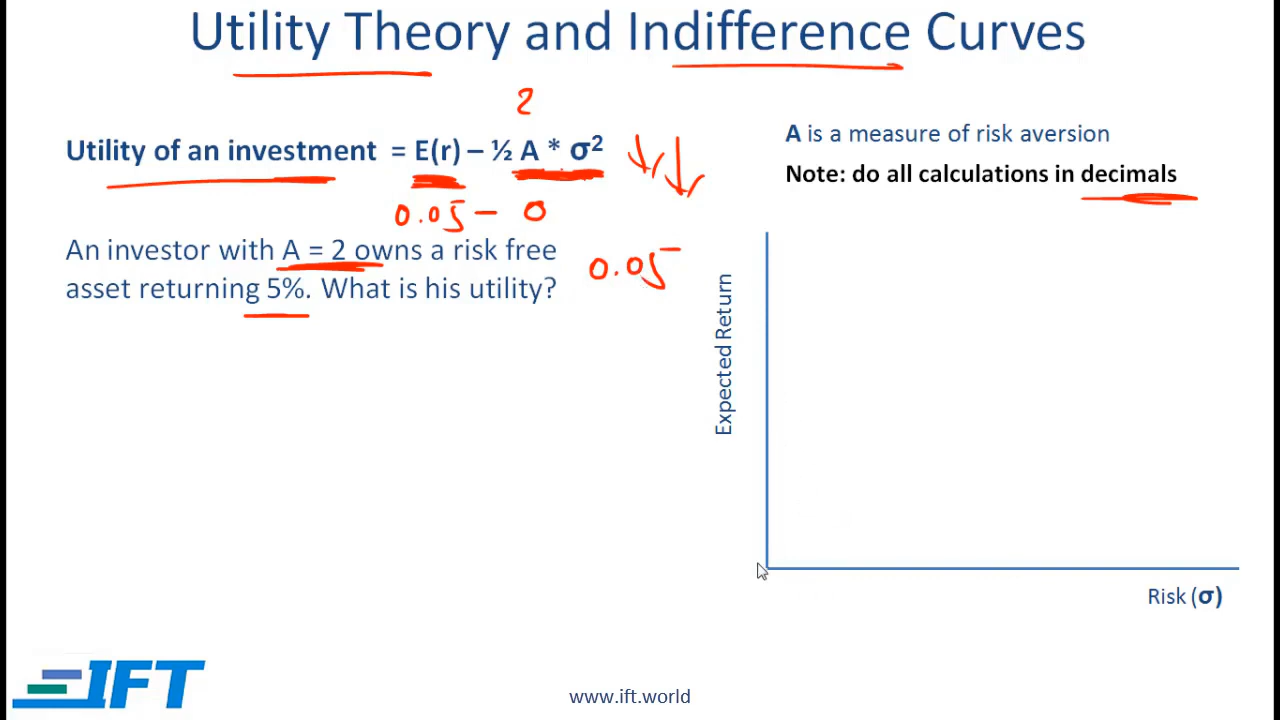 Utility Theory and Indifference Curves
2
Utility of an investment = E(r) – ½ A * σ²
0.05 – 0
An investor with A = 2 owns a risk free
asset returning 5%. What is his utility?
0.05
A is a measure of risk aversion
Note: do all calculations in decimals
Expected Return
Risk (σ)
IFT
www.ift.world